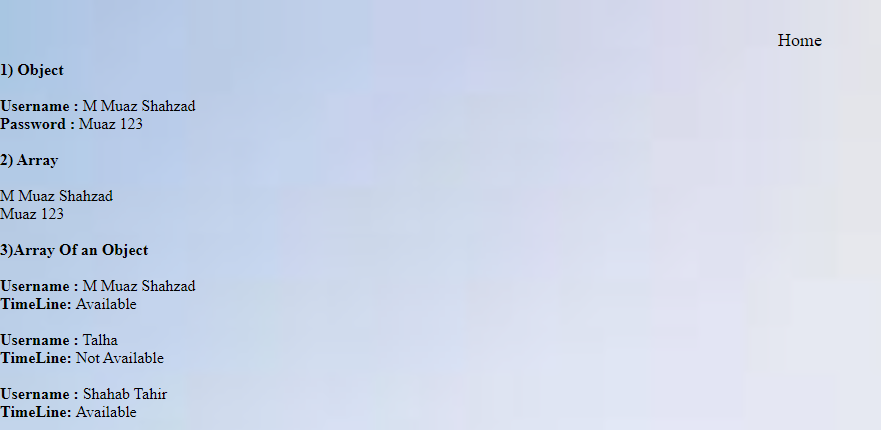 Home
1) Object
Username : M Muaz Shahzad
Password : Muaz 123
2) Array
M Muaz Shahzad
Muaz 123
3)Array Of an Object
Username : M Muaz Shahzad
TimeLine: Available
Username : Talha
TimeLine: Not Available
Username : Shahab Tahir
TimeLine: Available